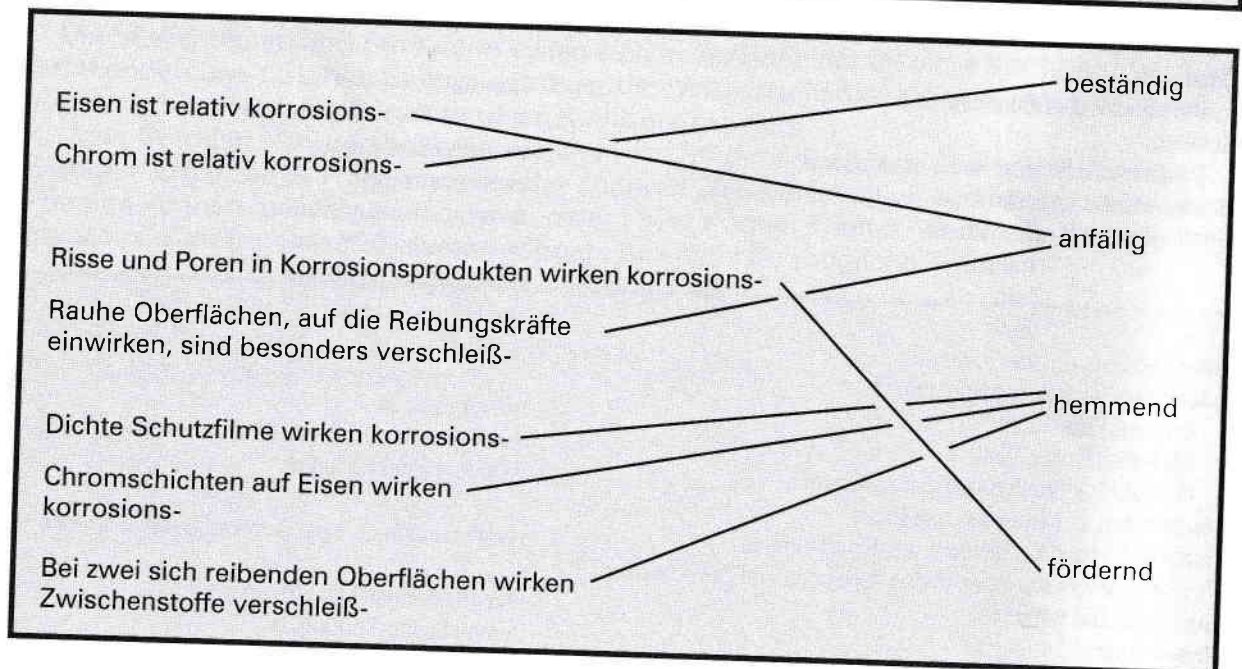 beständig
Eisen ist relativ korrosions-
Chrom ist relativ korrosions-
anfällig
Risse und Poren in Korrosionsprodukten wirken korrosions-
Rauhe Oberflächen, auf die Reibungskräfte
einwirken, sind besonders verschleiß-
Dichte Schutzfilme wirken korrosions-
hemmend
Chromschichten auf Eisen wirken
korrosions-
Bei zwei sich reibenden Oberflächen wirken
Zwischenstoffe verschleiß-
fördernd